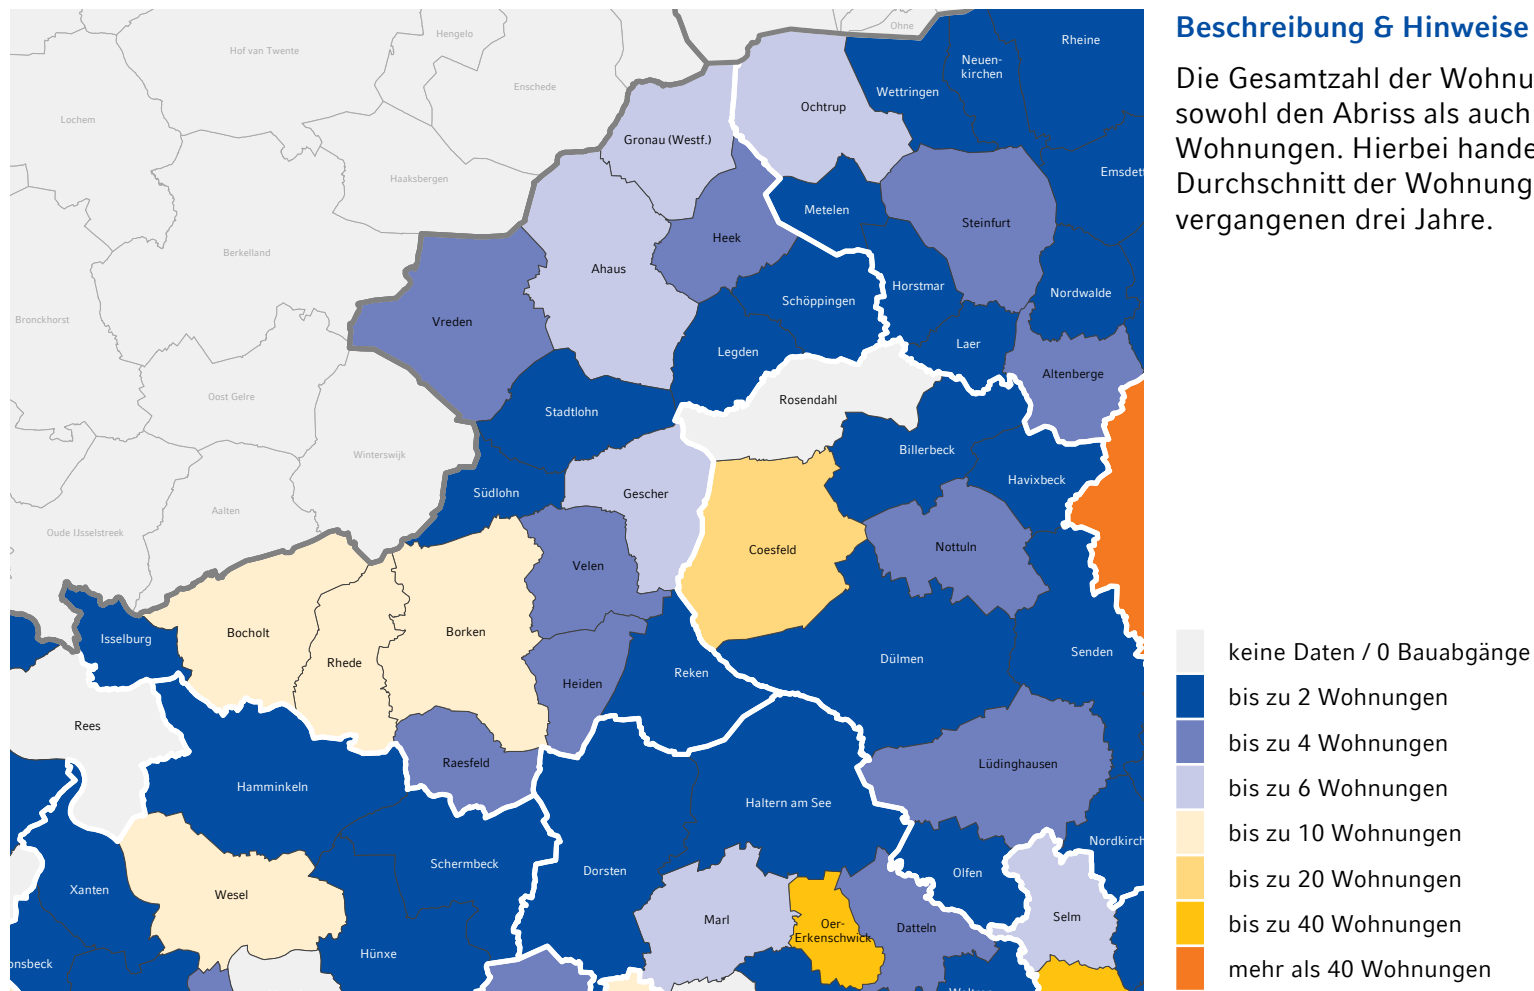 Beschreibung & Hinweise
Die Gesamtzahl der Wohnu
sowohl den Abriss als auch
Wohnungen. Hierbei hande
Durchschnitt der Wohnung
vergangenen drei Jahre.
keine Daten / 0 Bauabgänge
bis zu 2 Wohnungen
bis zu 4 Wohnungen
bis zu 6 Wohnungen
bis zu 10 Wohnungen
bis zu 20 Wohnungen
bis zu 40 Wohnungen
mehr als 40 Wohnungen
Ohne
Hengelo
Hof van Twente
Rheine
Neuen-
kirchen
Enschede
Wettringen
Ochtrup
Lochem
Gronau (Westf.)
Emsdett
Haaksbergen
Metelen
Steinfurt
Heek
Berkelland
Ahaus
Horstmar
Nordwalde
Schöppingen
Bronckhorst
Vreden
Laer
Legden
Altenberge
Oost Gelre
Rosendahl
Stadtlohn
Billerbeck
Winterswijk
Havixbeck
Südlohn
Gescher
Aalten
Oude IJsselstreek
Coesfeld
Nottuln
Velen
Bocholt
Borken
Isselburg
Senden
Dülmen
Rhede
Reken
Heiden
Rees
Raesfeld
Lüdinghausen
Hamminkeln
Haltern am See
Nordkirch
Schermbeck
Dorsten
Olfen
Xanten
Wesel
Selm
Marl
Oer-
Erkenschwick
Datteln
Hünxe
onsbeck